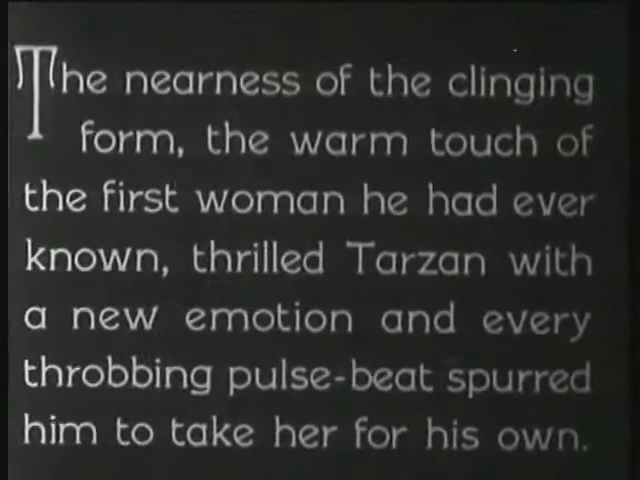 The nearness of the clinging
form, the warm touch of
the first woman he had ever
known, thrilled Tarzan with
a new emotion and every
throbbing pulse-beat spurred
him to take her for his own.